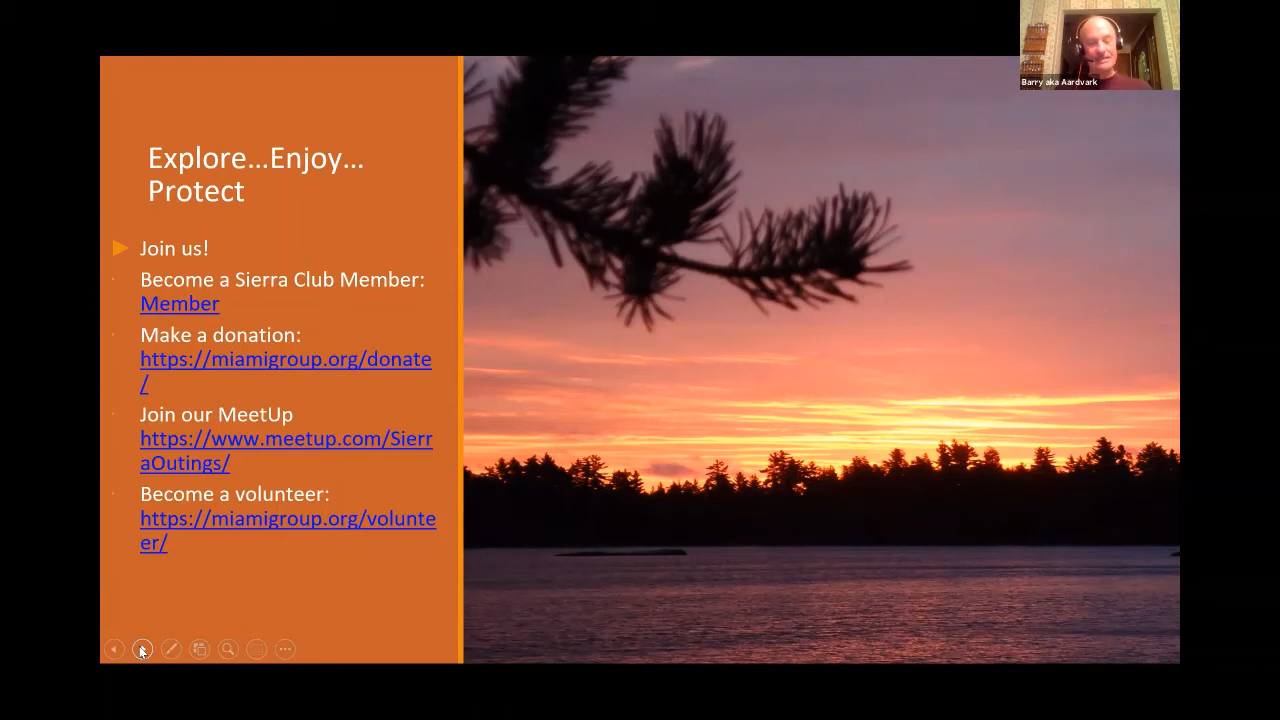 Barry aka Aardvark
Explore...Enjoy...
Protect
Join us!
Become a Sierra Club Member:
Member
Make a donation:
https://miamigroup.org/donate
/
Join our MeetUp
https://www.meetup.com/Sierr
aOutings/
Become a volunteer:
https://miamigroup.org/volunte
er/